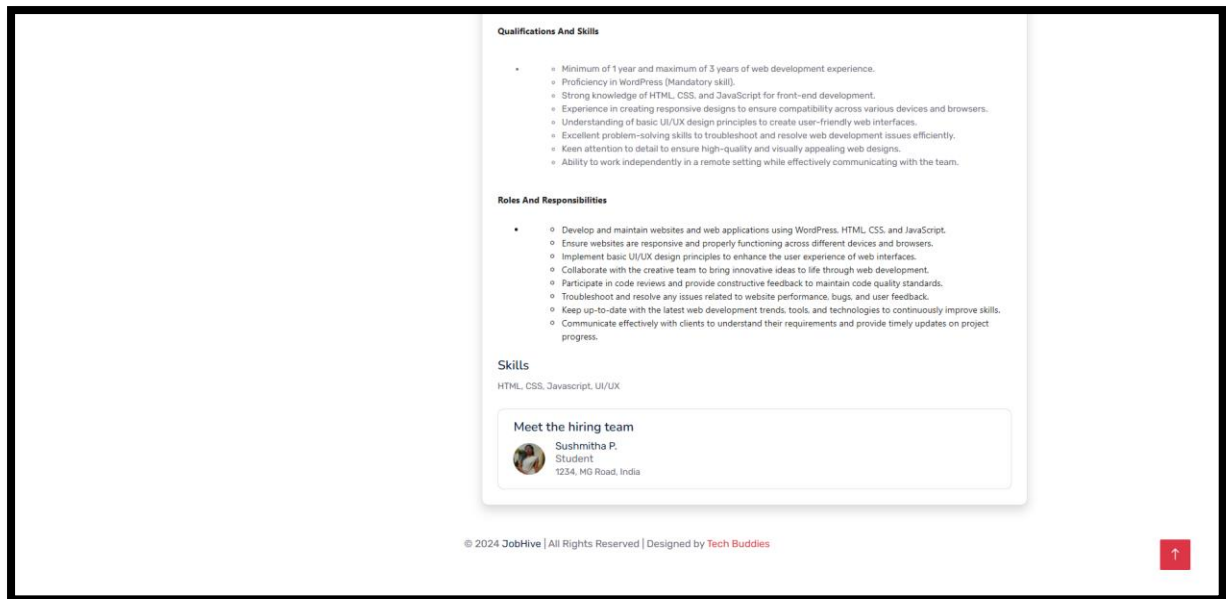 Qualifications And Skills
Minimum of 1 year and maximum of 3 years of web development experience.
Proficiency in WordPress (Mandatory skill).
Strong knowledge of HTML, CSS, and JavaScript for front-end development.
Experience in creating responsive designs to ensure compatibility across various devices and browsers.
Understanding of basic UI/UX design principles to create user-friendly web interfaces.
Excellent problem-solving skills to troubleshoot and resolve web development issues efficiently.
Keen attention to detail to ensure high-quality and visually appealing web designs.
Ability to work independently in a remote setting while effectively communicating with the team.
Roles And Responsibilities
Develop and maintain websites and web applications using WordPress, HTML, CSS, and JavaScript.
Ensure websites are responsive and properly functioning across different devices and browsers.
Implement basic UI/UX design principles to enhance the user experience of web interfaces.
Collaborate with the creative team to bring innovative ideas to life through web development.
Participate in code reviews and provide constructive feedback to maintain code quality standards.
Troubleshoot and resolve any issues related to website performance, bugs, and user feedback.
Keep up-to-date with the latest web development trends, tools, and technologies to continuously improve skills.
Communicate effectively with clients to understand their requirements and provide timely updates on project
progress.
Skills
HTML, CSS, Javascript, UI/UX
Meet the hiring team
Sushmitha P.
Student
1234, MG Road, India
© 2024 JobHive | All Rights Reserved | Designed by Tech Buddies